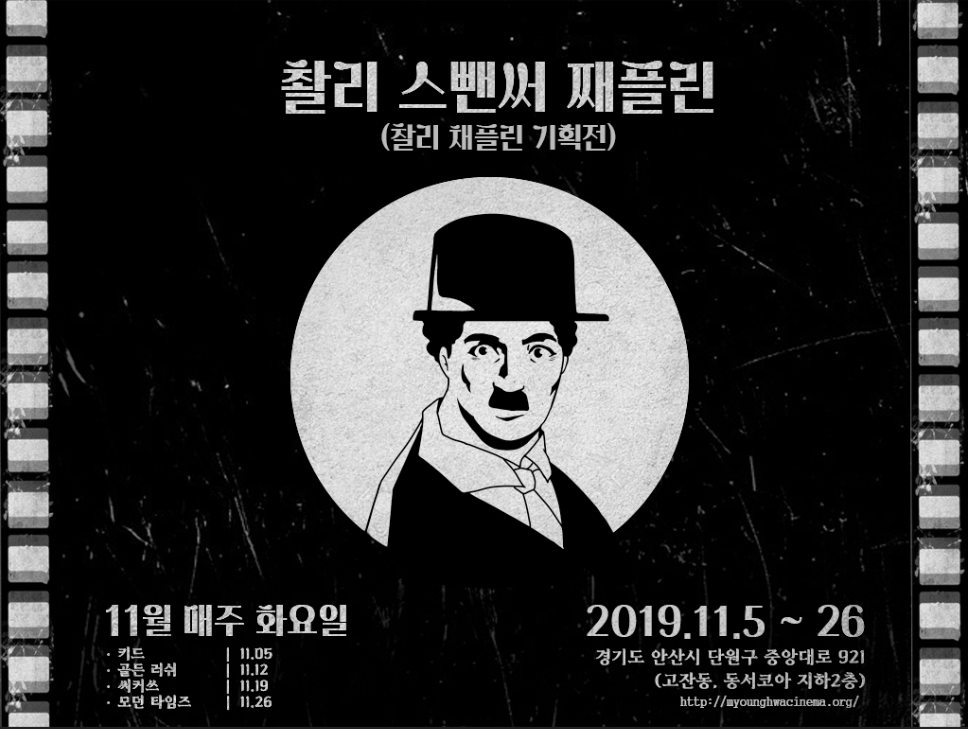 촬리 스뺀써 째플린
(찰리 채플린 기획전)
11월 매주 화요일
· 키드 | 11.05
· 골든 러쉬 | 11.12
· 씨커쓰 | 11.19
· 모던 타임즈 | 11.26
2019.11.5 ~ 26
경기도 안산시 단원구 중앙대로 921
(고잔동, 동서코아 지하2층)
http://myounghwacinema.org/